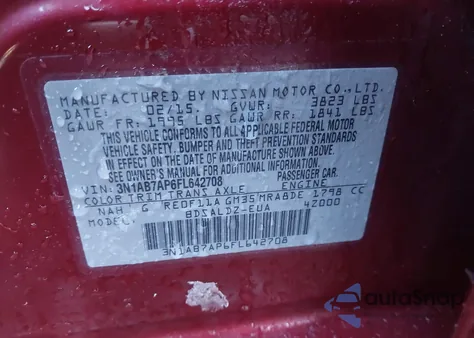 MANUFACTURED BY NISSAN MOTOR CO.,LTD.
DATE: 05/15 GVWR: 3823 LBS
GAWR FR: 1995 LBS GAWR RR: 1841 LBS
THIS VEHICLE CONFORMS TO ALL APPLICABLE FEDERAL MOTOR
VEHICLE SAFETY, BUMPER AND THEFT PREVENTION STANDARDS
IN EFFECT ON THE DATE OF MANUFACTURE SHOWN ABOVE.
SEE OWNER'S MANUAL FOR ADDITIONAL INFORMATION.
VIN: 3N1AB7AP6FL642708 PASSENGER CAR.
COLOR TRIM TRANS AXLE ENGINE
NAH G RE0F11A GM35 MRA8DE 1798 CC
MODEL: BDSALDZ-EUA 42000
3N1AB7AP6FL642708
autoSnap